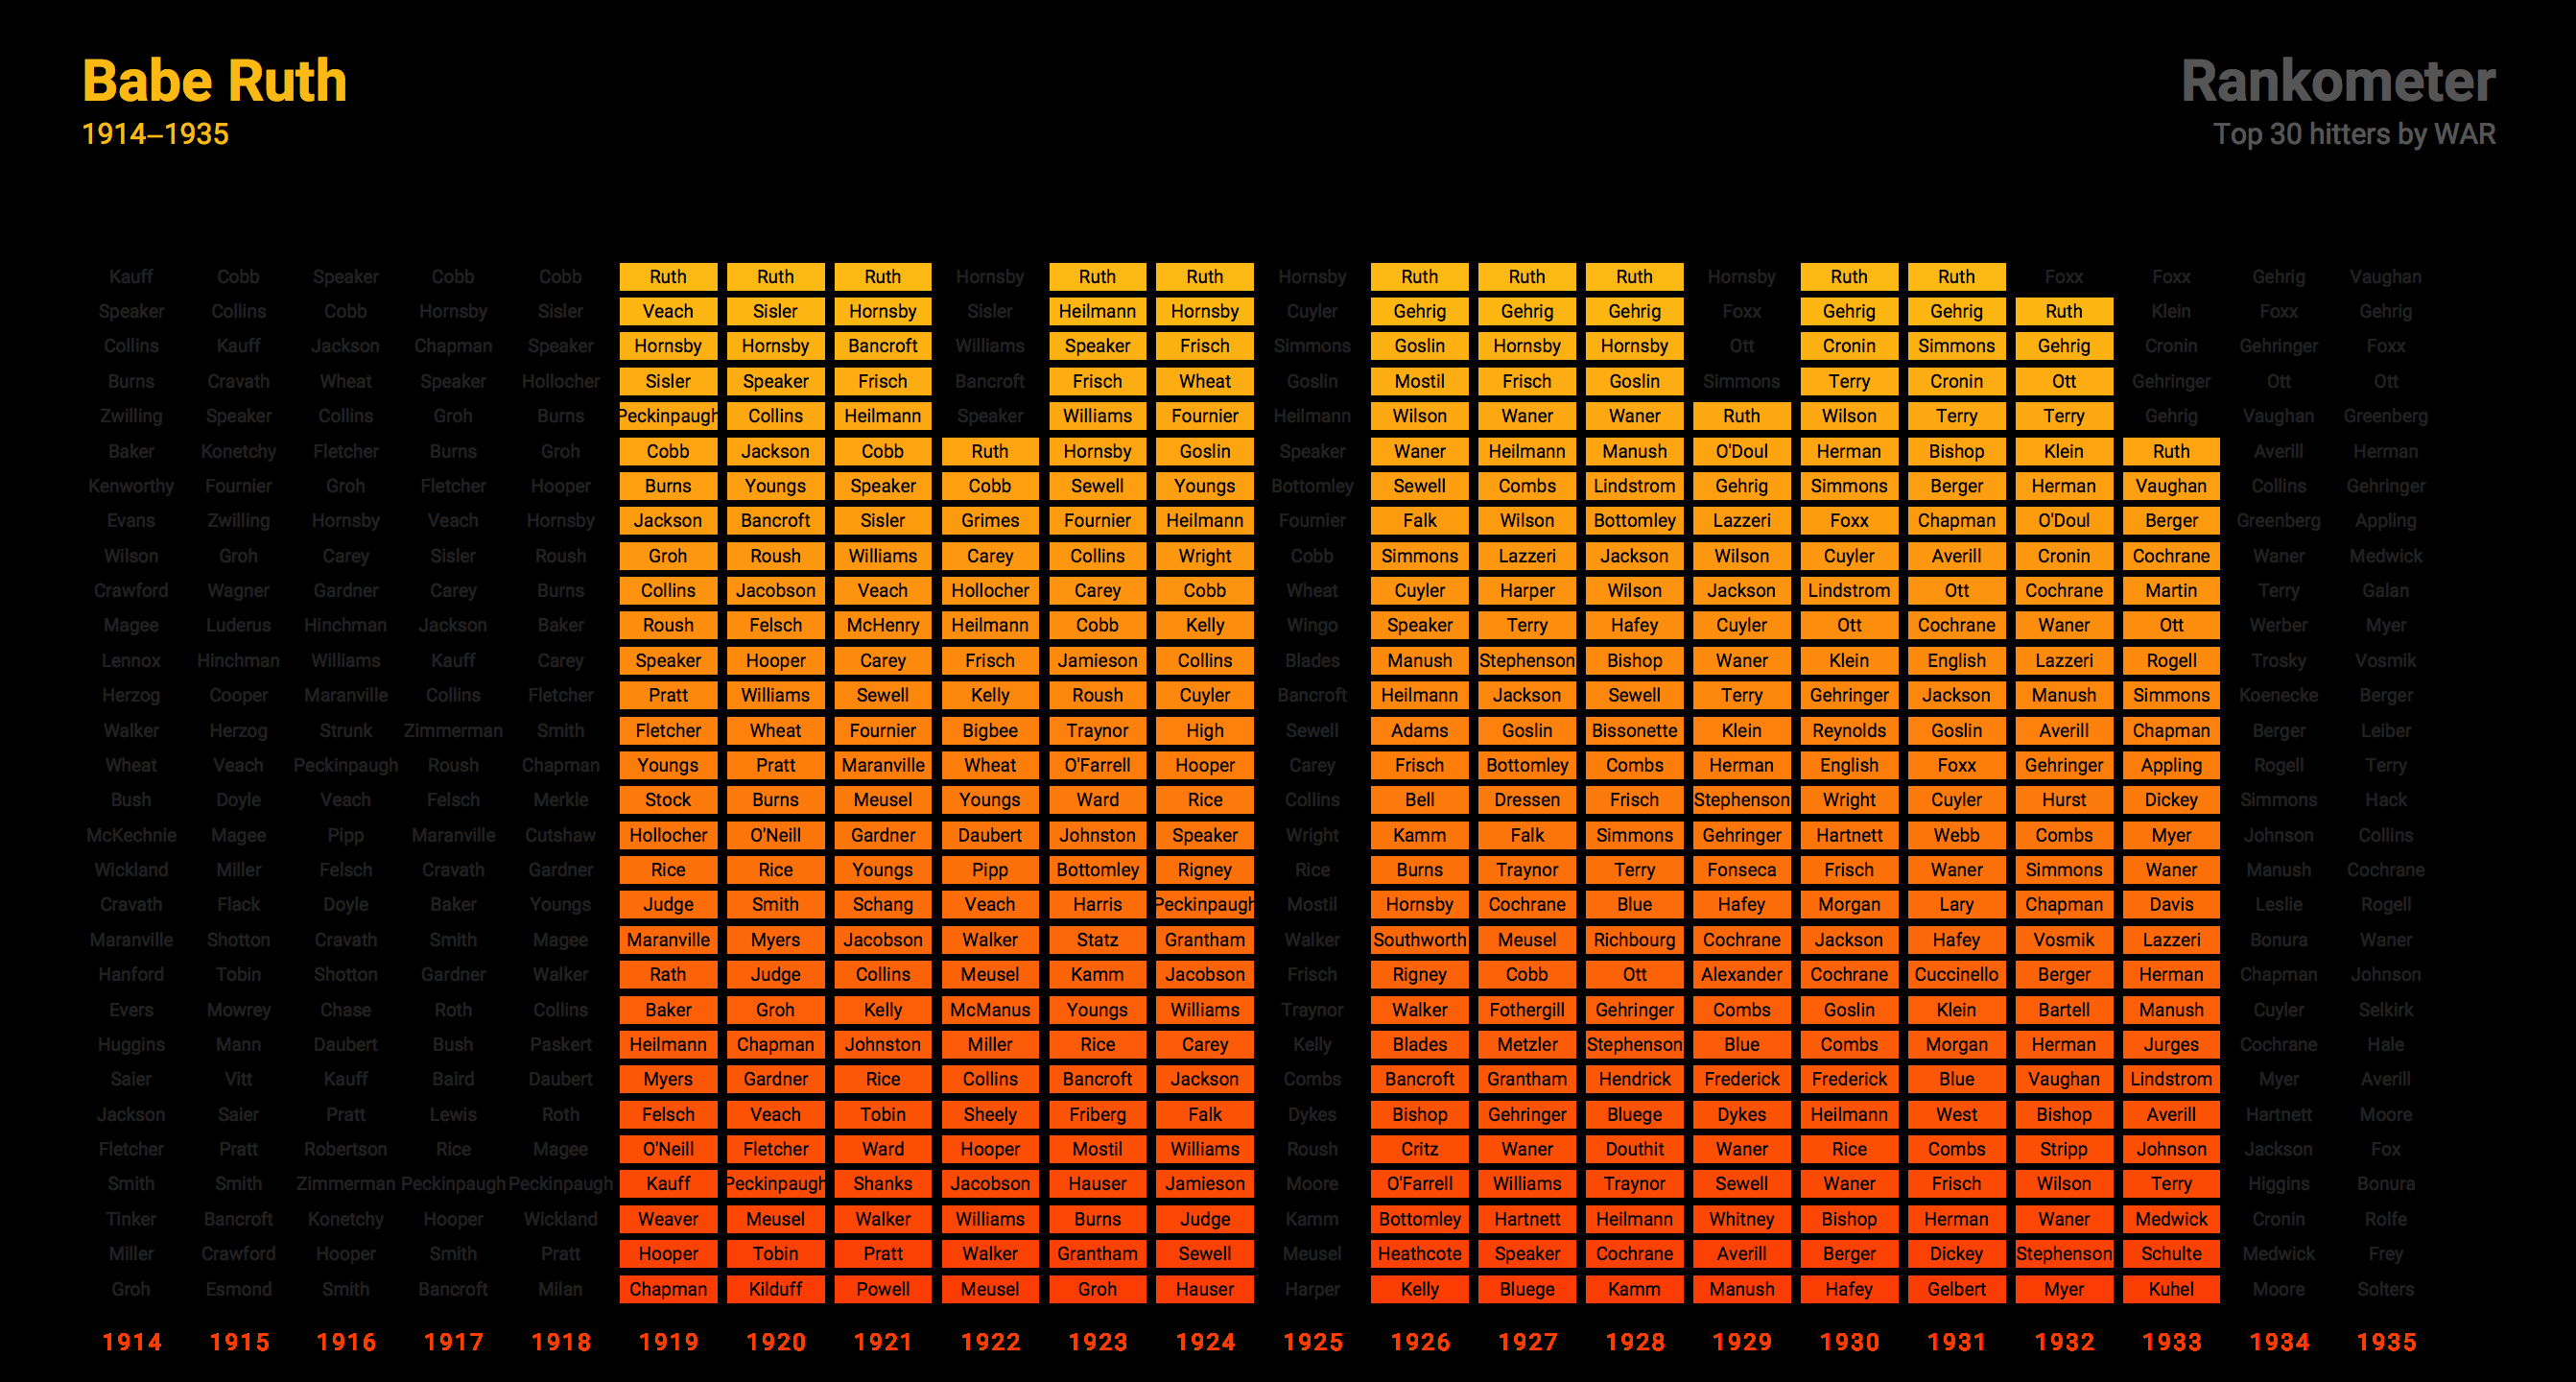 Babe Ruth
1914–1935
Rankometer
Top 30 hitters by WAR
Kauff Cobb Speaker Cobb Cobb Ruth Ruth Ruth Hornsby Ruth Ruth Hornsby Ruth Ruth Ruth Hornsby Ruth Ruth Foxx Foxx Gehrig Vaughan
Speaker Collins Cobb Hornsby Sisler Veach Sisler Hornsby Sisler Heilmann Hornsby Cuyler Gehrig Gehrig Gehrig Foxx Gehrig Gehrig Ruth Klein Foxx Gehrig
Collins Kauff Jackson Chapman Speaker Hornsby Hornsby Bancroft Williams Speaker Frisch Simmons Goslin Hornsby Hornsby Ott Cronin Simmons Gehrig Cronin Gehringer Foxx
Burns Cravath Wheat Speaker Hollocher Sisler Speaker Frisch Bancroft Frisch Wheat Goslin Mostil Frisch Goslin Simmons Terry Cronin Ott Gehringer Ott Ott
Zwilling Speaker Collins Groh Burns Peckinpaugh Collins Heilmann Speaker Williams Fournier Heilmann Wilson Waner Waner Ruth Wilson Terry Terry Gehrig Vaughan Greenberg
Baker Konetchy Fletcher Burns Groh Cobb Jackson Cobb Ruth Hornsby Goslin Speaker Waner Heilmann Manush O'Doul Herman Bishop Klein Ruth Averill Herman
Kenworthy Fournier Groh Fletcher Hooper Burns Youngs Speaker Cobb Sewell Youngs Bottomley Sewell Combs Lindstrom Gehrig Simmons Berger Herman Vaughan Collins Gehringer
Evans Zwilling Hornsby Veach Hornsby Jackson Bancroft Sisler Grimes Fournier Heilmann Fournier Falk Wilson Bottomley Lazzeri Foxx Chapman O'Doul Berger Greenberg Appling
Wilson Groh Carey Sisler Roush Groh Roush Williams Carey Collins Wright Cobb Simmons Lazzeri Jackson Wilson Cuyler Averill Cronin Cochrane Waner Medwick
Crawford Wagner Gardner Carey Burns Collins Jacobson Veach Hollocher Carey Cobb Wheat Cuyler Harper Wilson Jackson Lindstrom Ott Cochrane Martin Terry Galan
Magee Luderus Hinchman Jackson Baker Roush Felsch McHenry Heilmann Cobb Kelly Wingo Speaker Terry Hafey Cuyler Ott Cochrane Waner Ott Werber Myer
Lennox Hinchman Williams Kauff Carey Speaker Hooper Carey Frisch Jamieson Collins Blades Manush Stephenson Bishop Waner Klein English Lazzeri Rogell Trosky Vosmik
Herzog Cooper Maranville Collins Fletcher Pratt Williams Sewell Kelly Roush Cuyler Bancroft Heilmann Jackson Sewell Terry Gehringer Jackson Manush Simmons Koenecke Berger
Walker Herzog Strunk Zimmerman Smith Fletcher Wheat Fournier Bigbee Traynor High Sewell Adams Goslin Bissonette Klein Reynolds Goslin Averill Chapman Berger Leiber
Wheat Veach Peckinpaugh Roush Chapman Youngs Pratt Maranville Wheat O'Farrell Hooper Carey Frisch Bottomley Combs Herman English Foxx Gehringer Appling Rogell Terry
Bush Doyle Veach Felsch Merkle Stock Burns Meusel Youngs Ward Rice Collins Bell Dressen Frisch Stephenson Wright Cuyler Hurst Dickey Simmons Hack
McKechnie Magee Pipp Maranville Cutshaw Hollocher O'Neill Gardner Daubert Johnston Speaker Wright Kamm Falk Simmons Gehringer Hartnett Webb Combs Myer Johnson Collins
Wickland Miller Felsch Cravath Gardner Rice Rice Youngs Pipp Bottomley Rigney Rice Burns Traynor Terry Fonseca Frisch Waner Simmons Waner Manush Cochrane
Cravath Flack Doyle Baker Youngs Judge Smith Schang Veach Harris Peckinpaugh Mostil Hornsby Cochrane Blue Hafey Morgan Lary Chapman Davis Leslie Rogell
Maranville Shotton Cravath Smith Magee Maranville Myers Jacobson Walker Statz Grantham Walker Southworth Meusel Richbourg Cochrane Jackson Hafey Vosmik Lazzeri Bonura Waner
Hanford Tobin Shotton Gardner Walker Rath Judge Collins Meusel Kamm Jacobson Frisch Rigney Cobb Ott Alexander Cochrane Cuccinello Berger Herman Chapman Johnson
Evers Mowrey Chase Roth Collins Baker Groh Kelly McManus Youngs Williams Traynor Walker Fothergill Gehringer Combs Goslin Klein Bartell Manush Cuyler Selkirk
Huggins Mann Daubert Bush Paskert Heilmann Chapman Johnston Miller Rice Carey Kelly Blades Metzler Stephenson Blue Combs Morgan Herman Jurges Cochrane Hale
Saier Vitt Kauff Baird Daubert Myers Gardner Rice Collins Bancroft Jackson Combs Bancroft Grantham Hendrick Frederick Frederick Blue Vaughan Lindstrom Myer Averill
Jackson Saier Pratt Lewis Roth Felsch Veach Tobin Sheely Friberg Falk Dykes Bishop Gehringer Bluege Dykes Heilmann West Bishop Averill Hartnett Moore
Fletcher Pratt Robertson Rice Magee O'Neill Fletcher Ward Hooper Mostil Williams Roush Critz Waner Douthit Waner Rice Combs Stripp Johnson Jackson Fox
Smith Smith Zimmerman Peckinpaugh Peckinpaugh Kauff Peckinpaugh Shanks Jacobson Hauser Jamieson Moore O'Farrell Williams Traynor Sewell Waner Frisch Wilson Terry Higgins Bonura
Tinker Bancroft Konetchy Hooper Wickland Weaver Meusel Walker Williams Burns Judge Kamm Bottomley Hartnett Heilmann Whitney Bishop Herman Waner Medwick Cronin Rolfe
Miller Crawford Hooper Smith Pratt Hooper Tobin Pratt Walker Grantham Sewell Meusel Heathcote Speaker Cochrane Averill Berger Dickey Stephenson Schulte Medwick Frey
Groh Esmond Smith Bancroft Milan Chapman Kilduff Powell Meusel Groh Hauser Harper Kelly Bluege Kamm Manush Hafey Gelbert Myer Kuhel Moore Solters
1914 1915 1916 1917 1918 1919 1920 1921 1922 1923 1924 1925 1926 1927 1928 1929 1930 1931 1932 1933 1934 1935